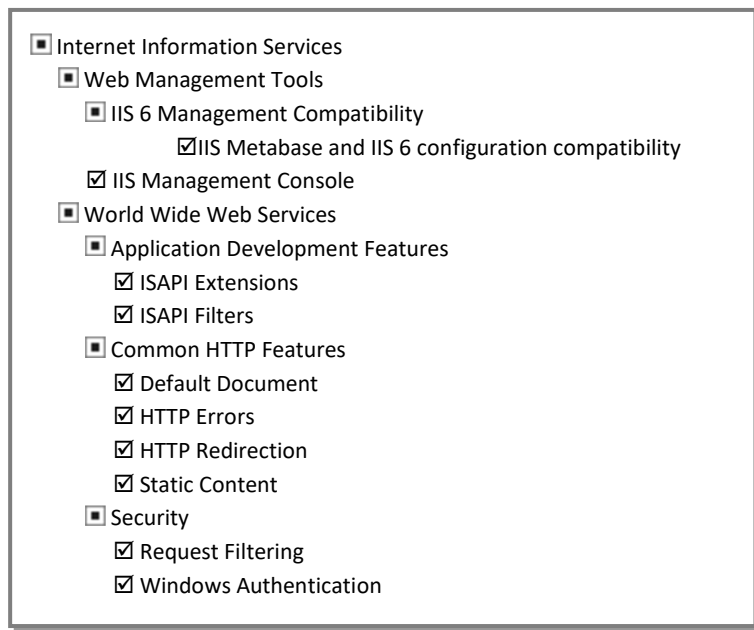 Internet Information Services
Web Management Tools
IIS 6 Management Compatibility
IIS Metabase and IIS 6 configuration compatibility
IIS Management Console
World Wide Web Services
Application Development Features
ISAPI Extensions
ISAPI Filters
Common HTTP Features
Default Document
HTTP Errors
HTTP Redirection
Static Content
Security
Request Filtering
Windows Authentication